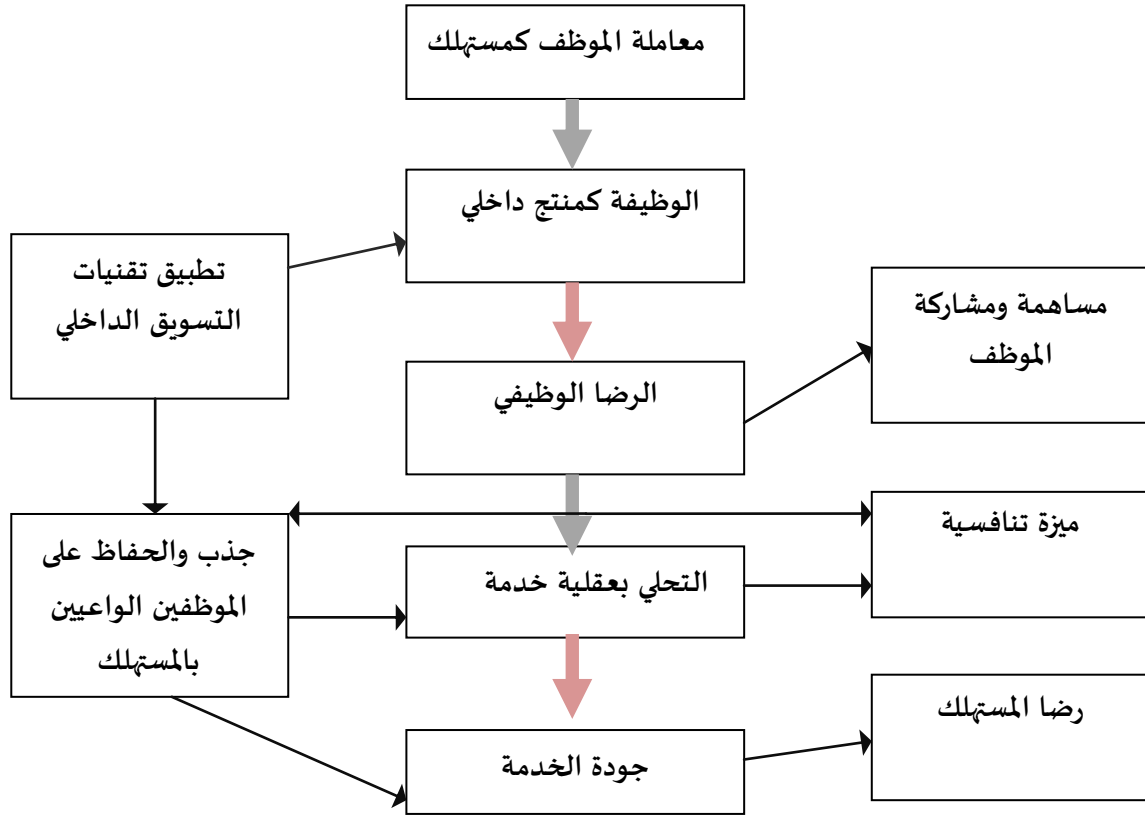 معاملة الموظف كمستهلك
الوظيفة كمنتج داخلي
تطبيق تقنيات
التسويق الداخلي
مساهمة ومشاركة
الموظف
الرضا الوظيفي
ميزة تنافسية
جذب والحفاظ على
الموظفين الواعيين
بالمستهلك
التحلي بعقلية خدمة
رضا المستهلك
جودة الخدمة